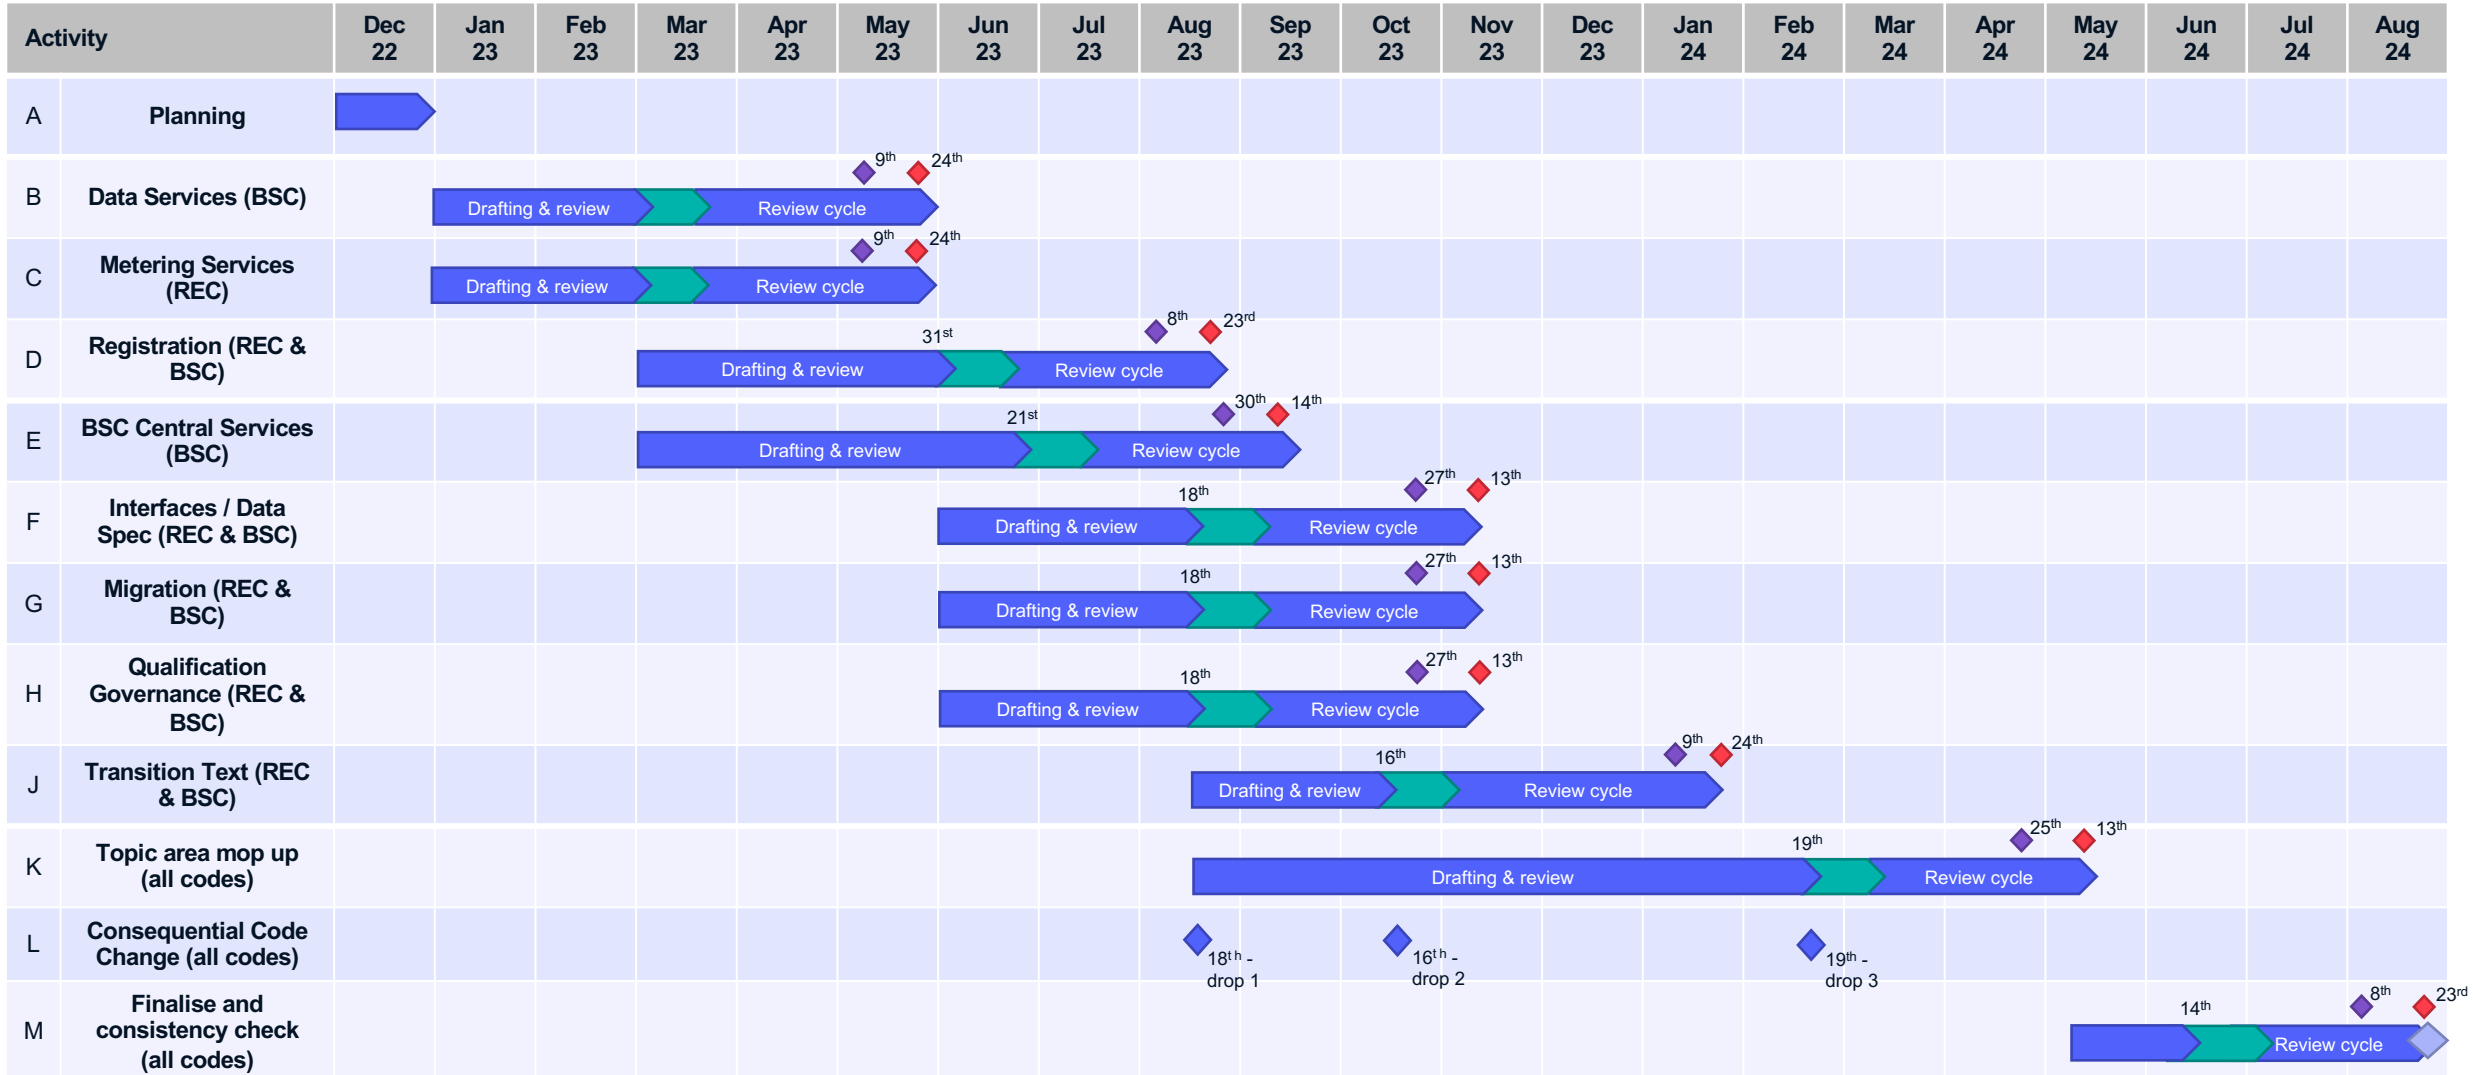 Activity
Dec 22
Jan 23
Feb 23
Mar 23
Apr 23
May 23
Jun 23
Jul 23
Aug 23
Sep 23
Oct 23
Nov 23
Dec 23
Jan 24
Feb 24
Mar 24
Apr 24
May 24
Jun 24
Jul 24
Aug 24
A
Planning
B
Data Services (BSC)
9th
24th
Drafting & review
Review cycle
C
Metering Services
(REC)
9th
24th
Drafting & review
Review cycle
D
Registration (REC &
BSC)
31st
8th
23rd
Drafting & review
Review cycle
E
BSC Central Services
(BSC)
21st
30th
14th
Drafting & review
Review cycle
F
Interfaces / Data
Spec (REC & BSC)
18th
27th
13th
Drafting & review
Review cycle
G
Migration (REC &
BSC)
18th
27th
13th
Drafting & review
Review cycle
H
Qualification
Governance (REC &
BSC)
18th
27th
13th
Drafting & review
Review cycle
J
Transition Text (REC
& BSC)
16th
9th
24th
Drafting & review
Review cycle
K
Topic area mop up
(all codes)
19th
25th
13th
Drafting & review
Review cycle
L
Consequential Code
Change (all codes)
18th -
drop 1
16th -
drop 2
19th -
drop 3
M
Finalise and
consistency check
(all codes)
14th
8th
23rd
Review cycle